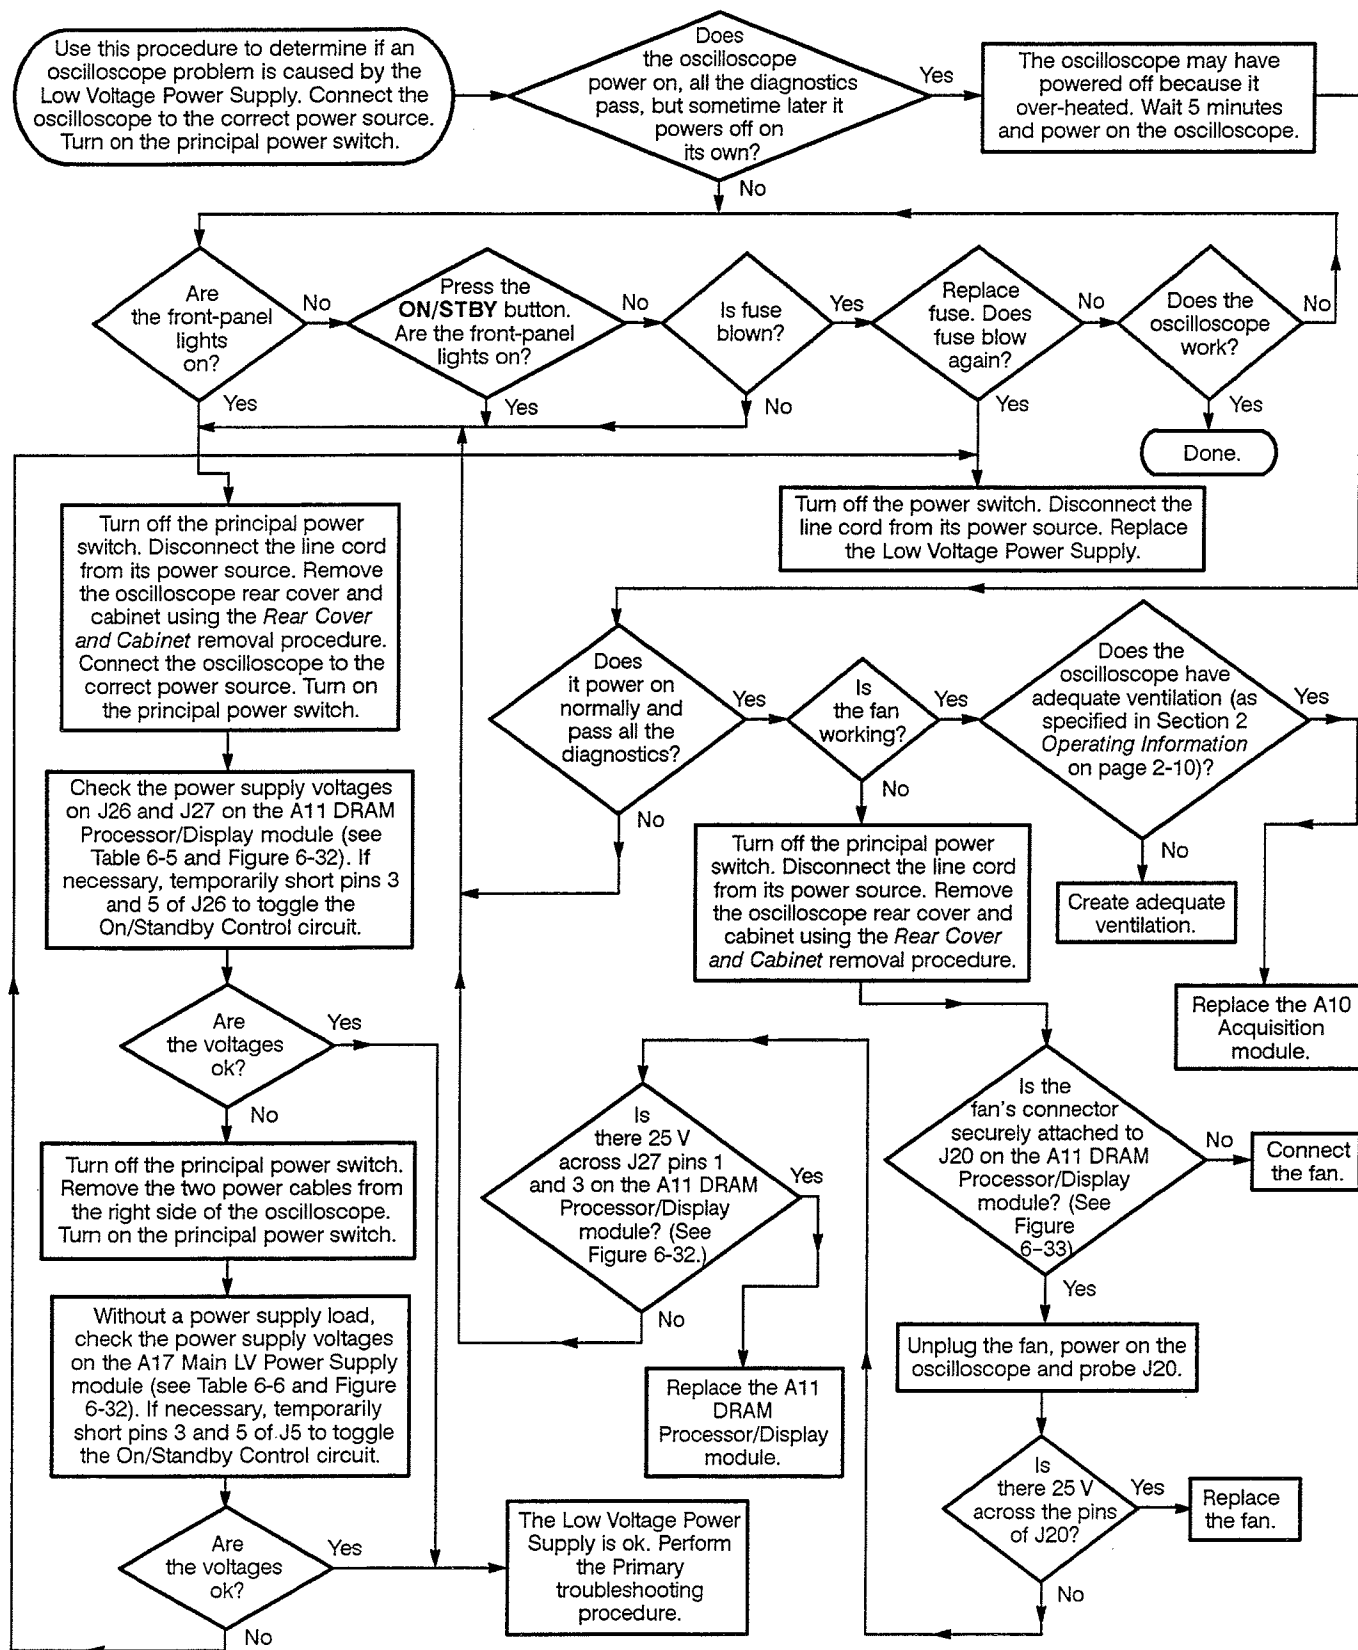 Use this procedure to determine if an
oscilloscope problem is caused by the
Low Voltage Power Supply. Connect the
oscilloscope to the correct power source.
Turn on the principal power switch.
Does
the oscilloscope
power on, all the diagnostics
pass, but sometime later it
powers off on
its own?
Yes
The oscilloscope may have
powered off because it
over-heated. Wait 5 minutes
and power on the oscilloscope.
No
Are
the front-panel
lights
on?
No
Press the
ON/STBY button.
Are the front-panel
lights on?
No
Is fuse
blown?
Yes
Replace
fuse. Does
fuse blow
again?
No
Does the
oscilloscope
work?
No
Yes
Yes
No
Yes
Yes
Done.
Turn off the power switch. Disconnect the
line cord from its power source. Replace
the Low Voltage Power Supply.
Turn off the principal power
switch. Disconnect the line cord
from its power source. Remove
the oscilloscope rear cover and
cabinet using the Rear Cover
and Cabinet removal procedure.
Connect the oscilloscope to the
correct power source. Turn on
the principal power switch.
Does
it power on
normally and
pass all the
diagnostics?
Yes
Is
the fan
working?
Yes
Does the
oscilloscope have
adequate ventilation (as
specified in Section 2
Operating Information
on page 2-10)?
Yes
No
No
No
Check the power supply voltages
on J26 and J27 on the A11 DRAM
Processor/Display module (see
Table 6-5 and Figure 6-32). If
necessary, temporarily short pins 3
and 5 of J26 to toggle the
On/Standby Control circuit.
Turn off the principal power
switch. Disconnect the line cord
from its power source. Remove
the oscilloscope rear cover and
cabinet using the Rear Cover
and Cabinet removal procedure.
Create adequate
ventilation.
Replace the A10
Acquisition
module.
Are
the voltages
ok?
Yes
No
Is
there 25 V
across J27 pins 1
and 3 on the A11 DRAM
Processor/Display
module? (See
Figure 6-32.)
Yes
No
Is the
fan's connector
securely attached to
J20 on the A11 DRAM
Processor/Display
module? (See
Figure
6-33)
No
Connect
the fan.
Yes
Turn off the principal power switch.
Remove the two power cables from
the right side of the oscilloscope.
Turn on the principal power switch.
Without a power supply load,
check the power supply voltages
on the A17 Main LV Power Supply
module (see Table 6-6 and Figure
6-32). If necessary, temporarily
short pins 3 and 5 of J5 to toggle
the On/Standby Control circuit.
Replace the A11
DRAM
Processor/Display
module.
Unplug the fan, power on the
oscilloscope and probe J20.
Is
there 25 V
across the pins
of J20?
Yes
Replace
the fan.
No
Are
the voltages
ok?
Yes
No
The Low Voltage Power
Supply is ok. Perform
the Primary
troubleshooting
procedure.